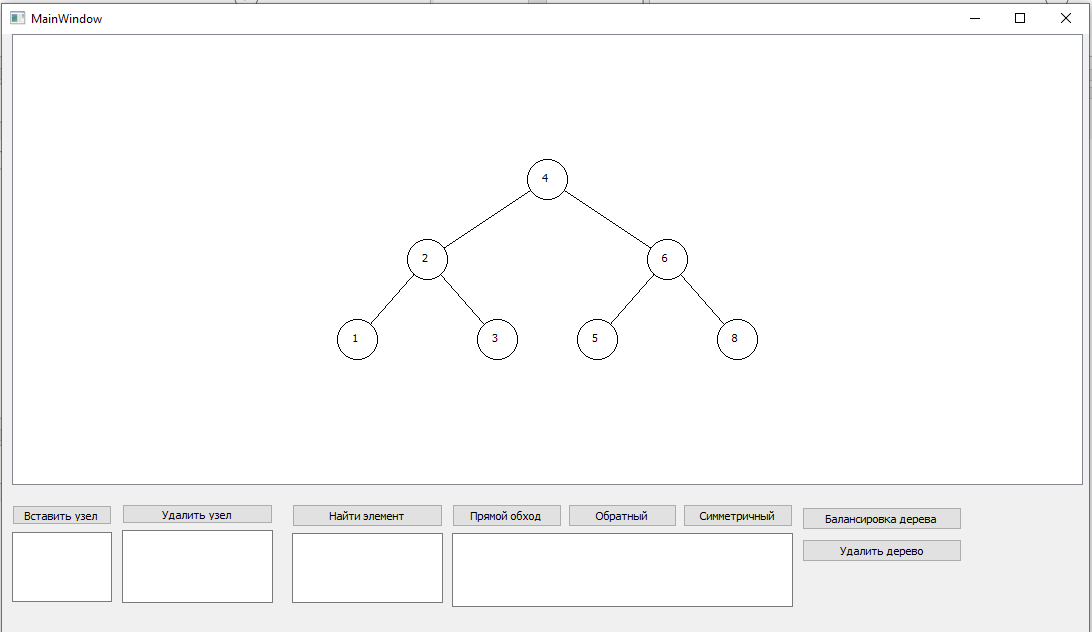 MainWindow
4
2
6
1
3
5
8
Вставить узел
Удалить узел
Найти элемент
Прямой обход
Обратный
Симметричный
Балансировка дерева
Удалить дерево